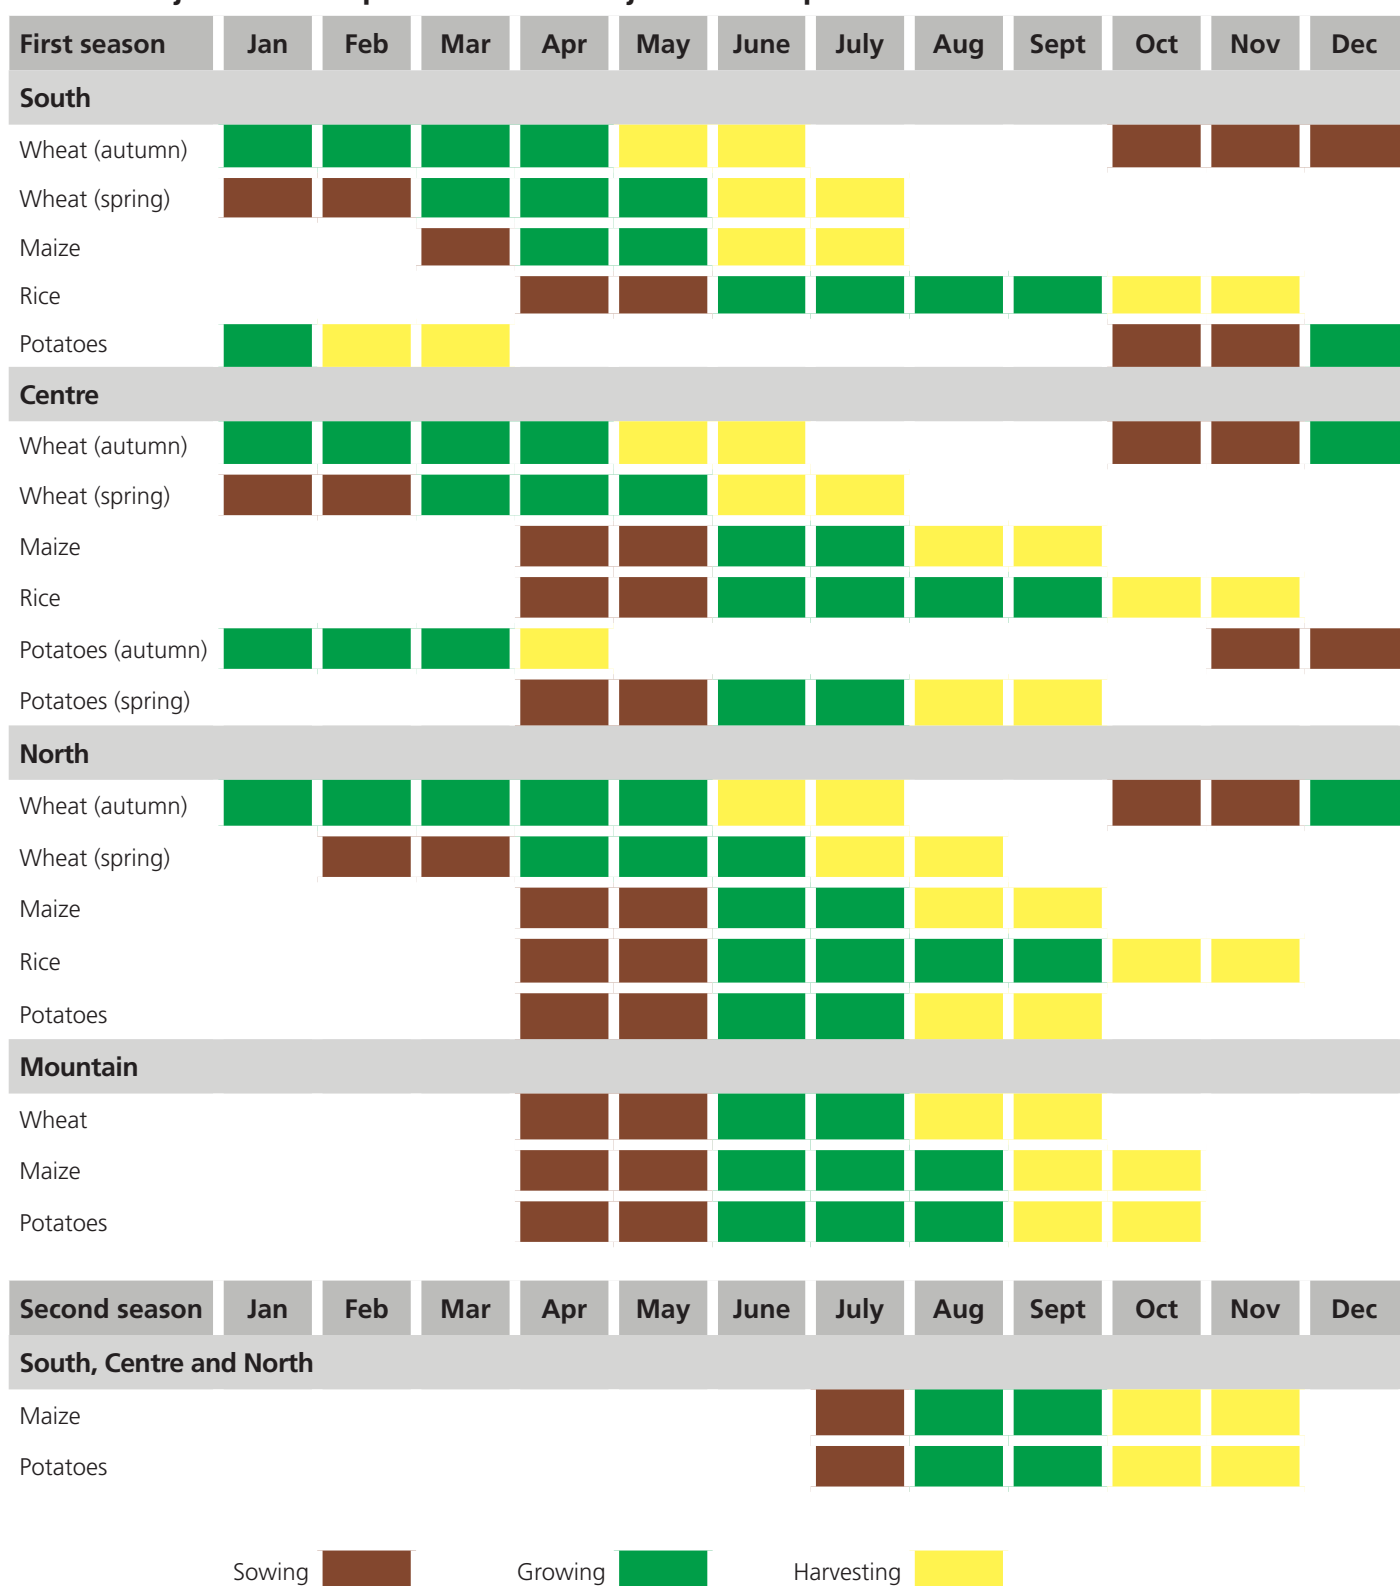 First season Jan Feb Mar Apr May June July Aug Sept Oct Nov Dec
South
Wheat (autumn)
Wheat (spring)
Maize
Rice
Potatoes
Centre
Wheat (autumn)
Wheat (spring)
Maize
Rice
Potatoes (autumn)
Potatoes (spring)
North
Wheat (autumn)
Wheat (spring)
Maize
Rice
Potatoes
Mountain
Wheat
Maize
Potatoes
Second season Jan Feb Mar Apr May June July Aug Sept Oct Nov Dec
South, Centre and North
Maize
Potatoes
Sowing Growing Harvesting